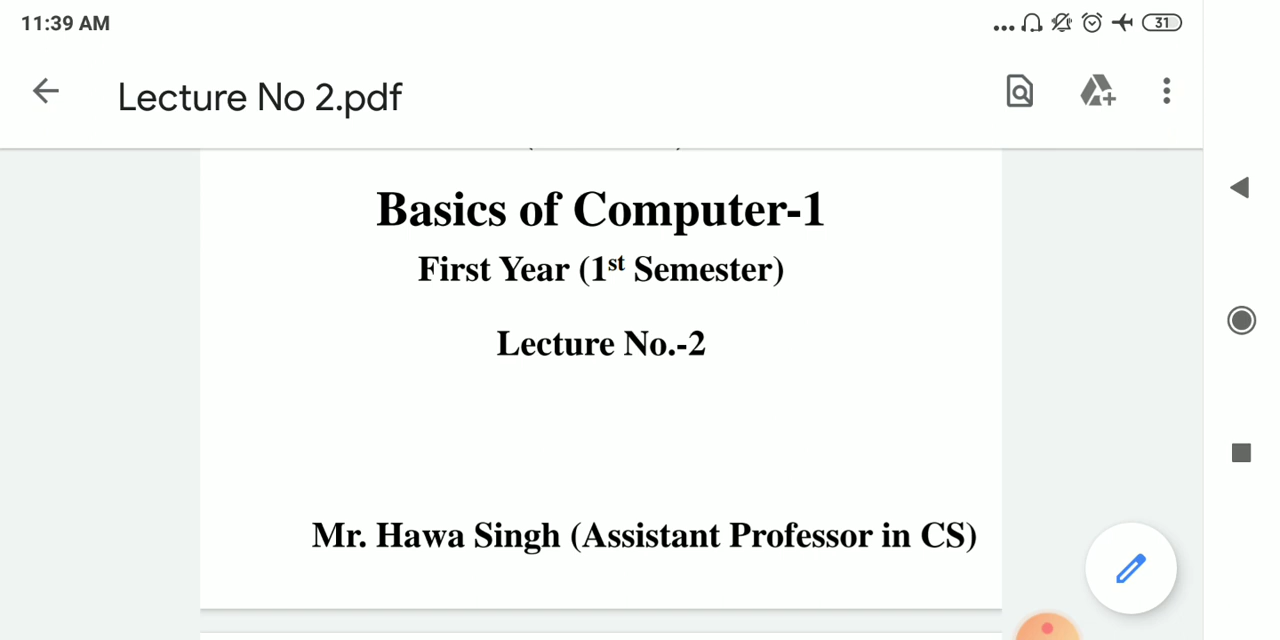 11:39 AM
31
Lecture No 2.pdf
Basics of Computer-1
First Year (1st Semester)
Lecture No.-2
Mr. Hawa Singh (Assistant Professor in CS)